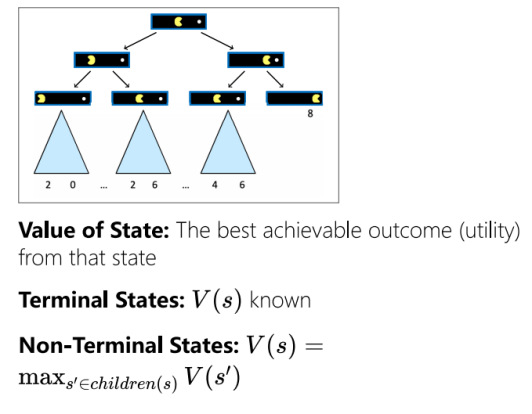 8
2 0 ... 2 6 ... 4 6
Value of State: The best achievable outcome (utility)
from that state
Terminal States: V(s) known
Non-Terminal States: V(s) =
max_{s'∈children(s)} V(s')